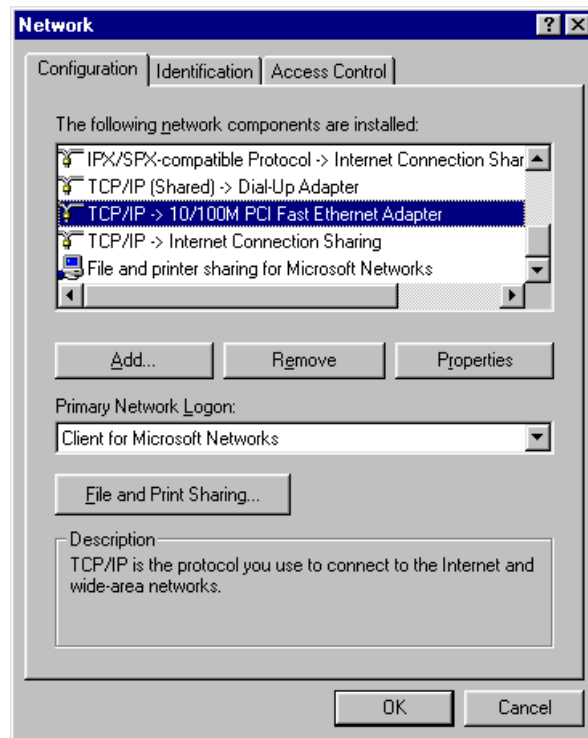 Network
Configuration Identification Access Control
The following network components are installed:
IPX/SPX-compatible Protocol -> Internet Connection Shar
TCP/IP (Shared) -> Dial-Up Adapter
TCP/IP -> 10/100M PCI Fast Ethernet Adapter
TCP/IP -> Internet Connection Sharing
File and printer sharing for Microsoft Networks
Add... Remove Properties
Primary Network Logon:
Client for Microsoft Networks
File and Print Sharing...
Description
TCP/IP is the protocol you use to connect to the Internet and
wide-area networks.
OK Cancel